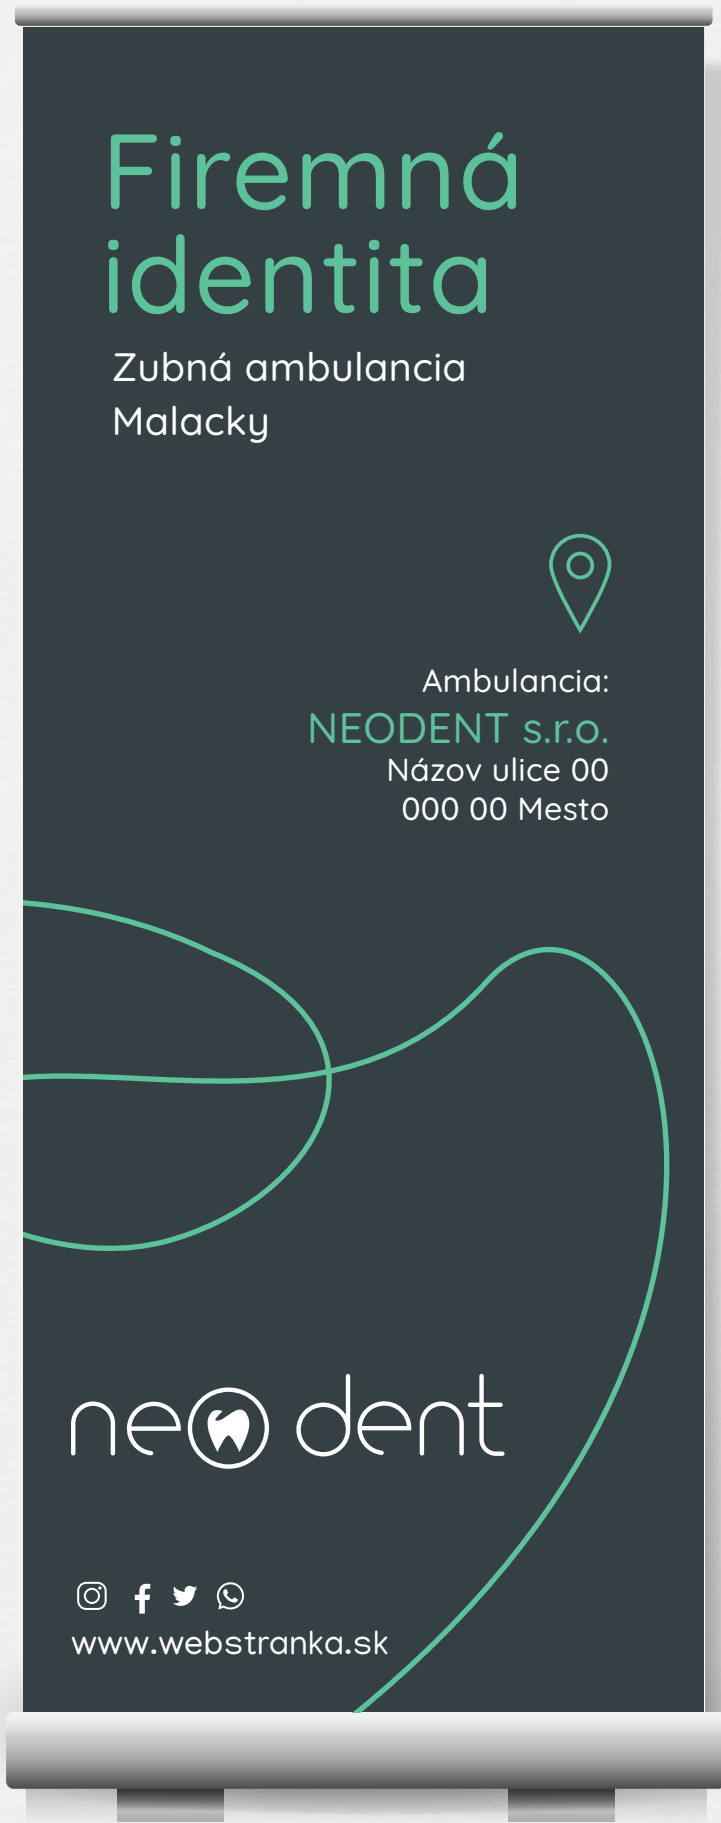 Firemná
identita
Zubná ambulancia
Malacky
Ambulancia:
NEODENT s.r.o.
Názov ulice 00
000 00 Mesto
neo dent
www.webstranka.sk